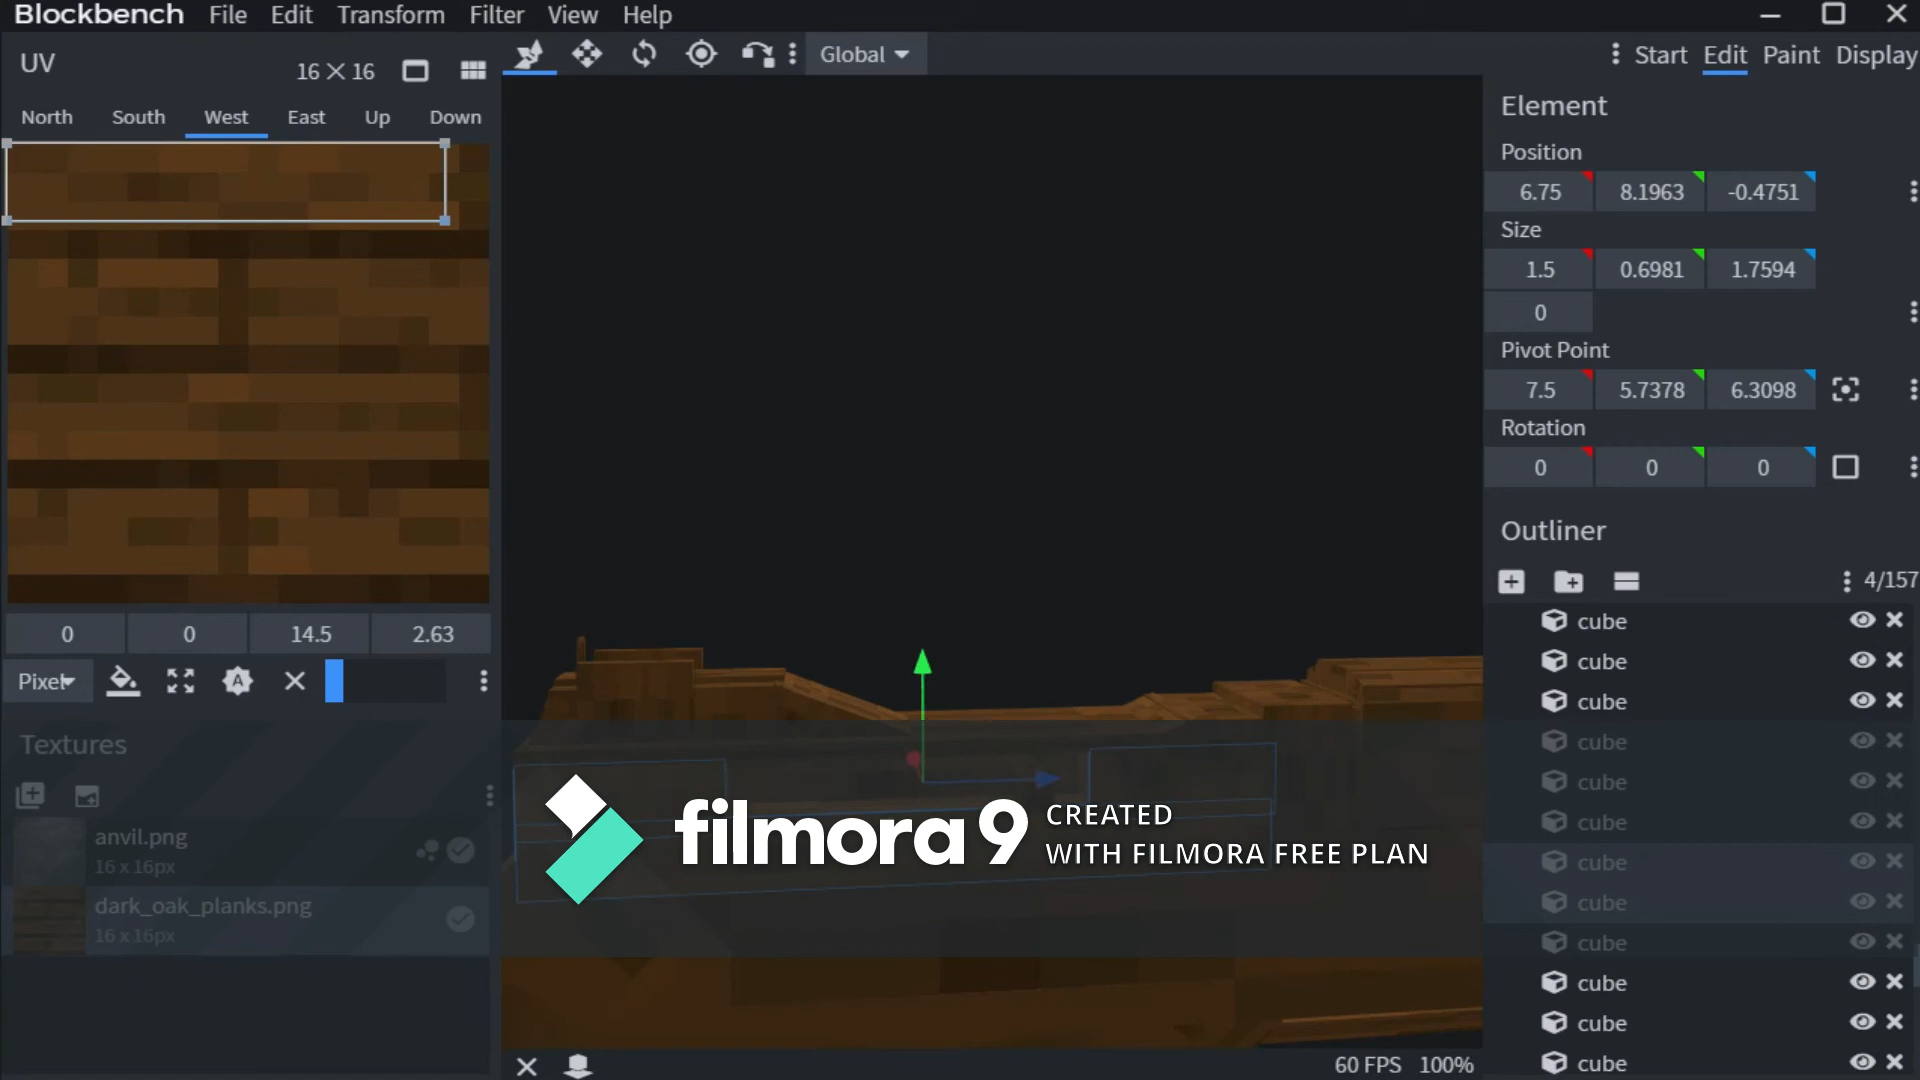 Blockbench File Edit Transform Filter View Help
UV 16×16
North South West East Up Down
0 0 14.5 2.63
Pixel
Textures
anvil.png
16 x 16px
dark_oak_planks.png
16 x 16px
Global
filmora 9 CREATED
WITH FILMORA FREE PLAN
60 FPS 100%
Start Edit Paint Display
Element
Position
6.75 8.1963 -0.4751
Size
1.5 0.6981 1.7594
0
Pivot Point
7.5 5.7378 6.3098
Rotation
0 0 0
Outliner
4/157
cube
cube
cube
cube
cube
cube
cube
cube
cube
cube
cube
cube